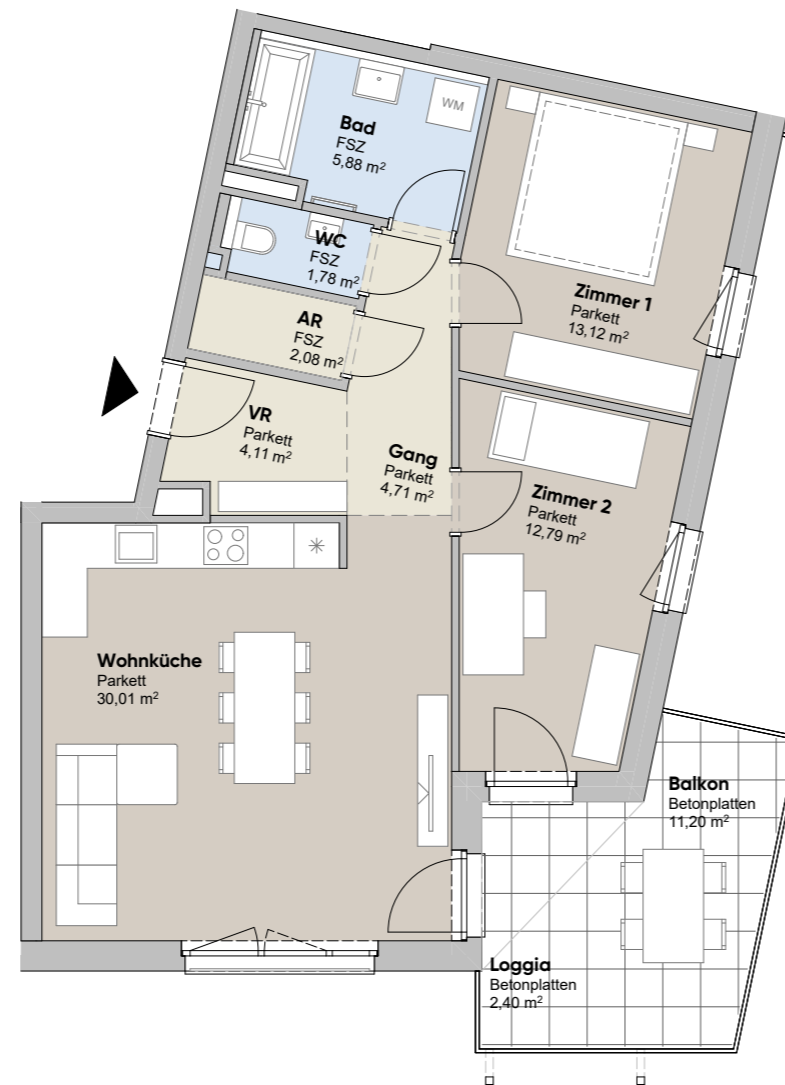 Bad
FSZ
5,88 m²
WM
WC
FSZ
1,78 m²
AR
FSZ
2,08 m²
Zimmer 1
Parkett
13,12 m²
VR
Parkett
4,11 m²
Gang
Parkett
4,71 m²
Zimmer 2
Parkett
12,79 m²
Wohnküche
Parkett
30,01 m²
Balkon
Betonplatten
11,20 m²
Loggia
Betonplatten
2,40 m²